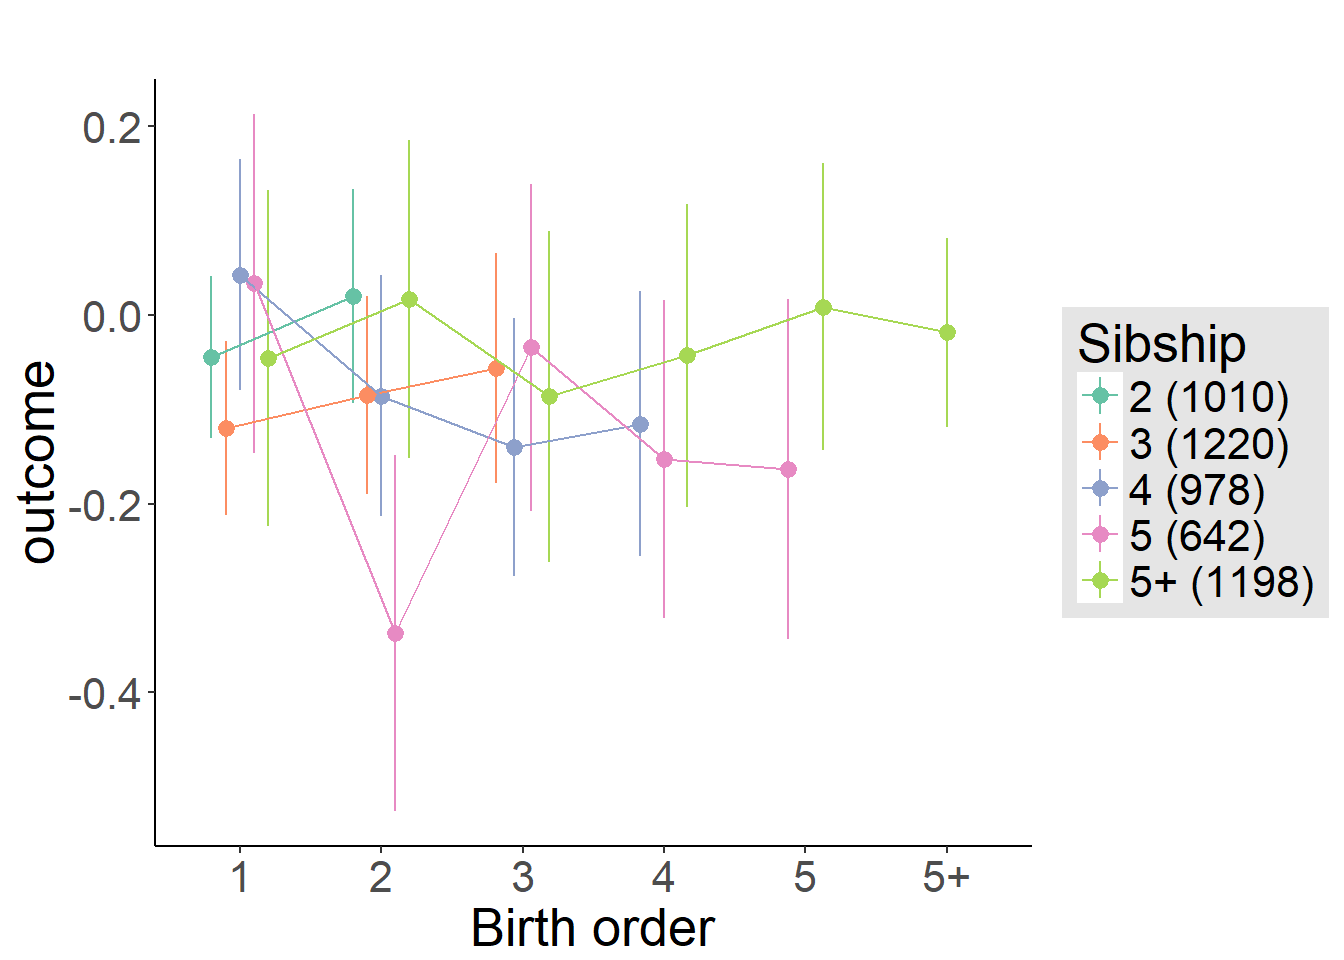 0.2
0.0
-0.2
-0.4
outcome
1 2 3 4 5 5+
Birth order
Sibship
2 (1010)
3 (1220)
4 (978)
5 (642)
5+ (1198)